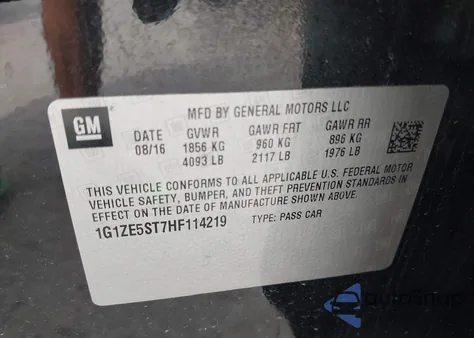 GM
MFD BY GENERAL MOTORS LLC
DATE GVWR GAWR FRT GAWR RR
08/16 1856 KG 960 KG 896 KG
4093 LB 2117 LB 1976 LB
THIS VEHICLE CONFORMS TO ALL APPLICABLE U.S. FEDERAL MOTOR
VEHICLE SAFETY, BUMPER, AND THEFT PREVENTION STANDARDS IN
EFFECT ON THE DATE OF MANUFACTURE SHOWN ABOVE.
1G1ZE5ST7HF114219 TYPE: PASS CAR
autoSnap